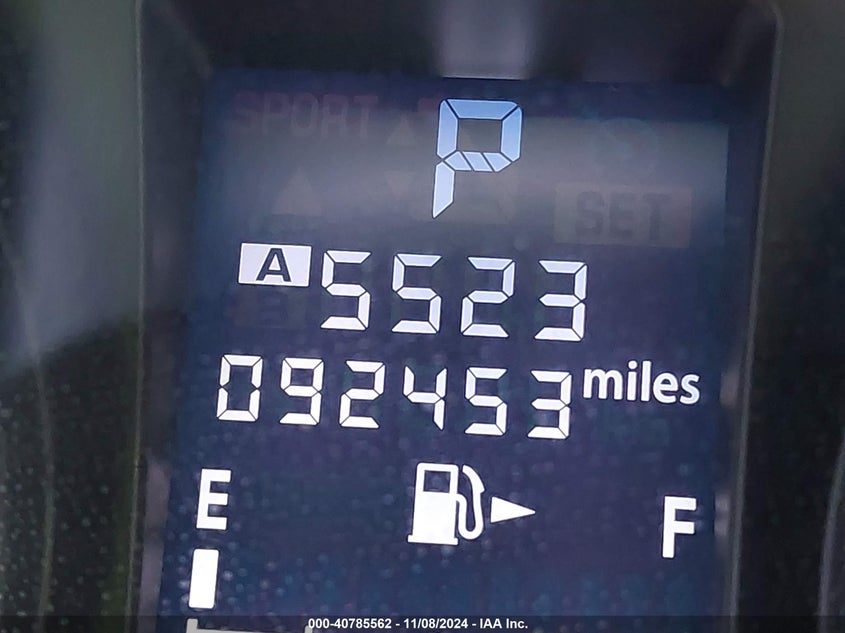 SPORT
P
SET
A 5523
092453 miles
E F
000-40785562 - 11/08/2024 - IAA Inc.